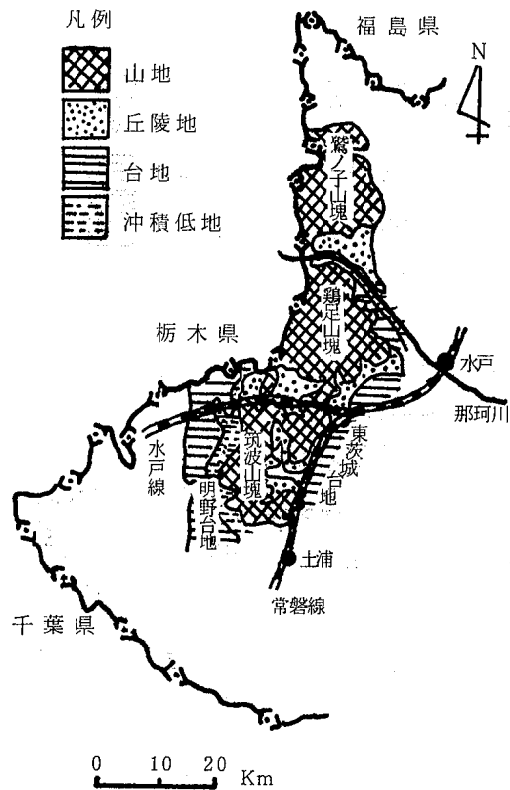 凡例
山地
丘陵地
台地
沖積低地
福島県
N
鷲ノ子山塊
鶏足山塊
栃木県
水戸
那珂川
水戸線
筑波山塊
明野台地
東茨城台地
土浦
常磐線
千葉県
0 10 20 Km